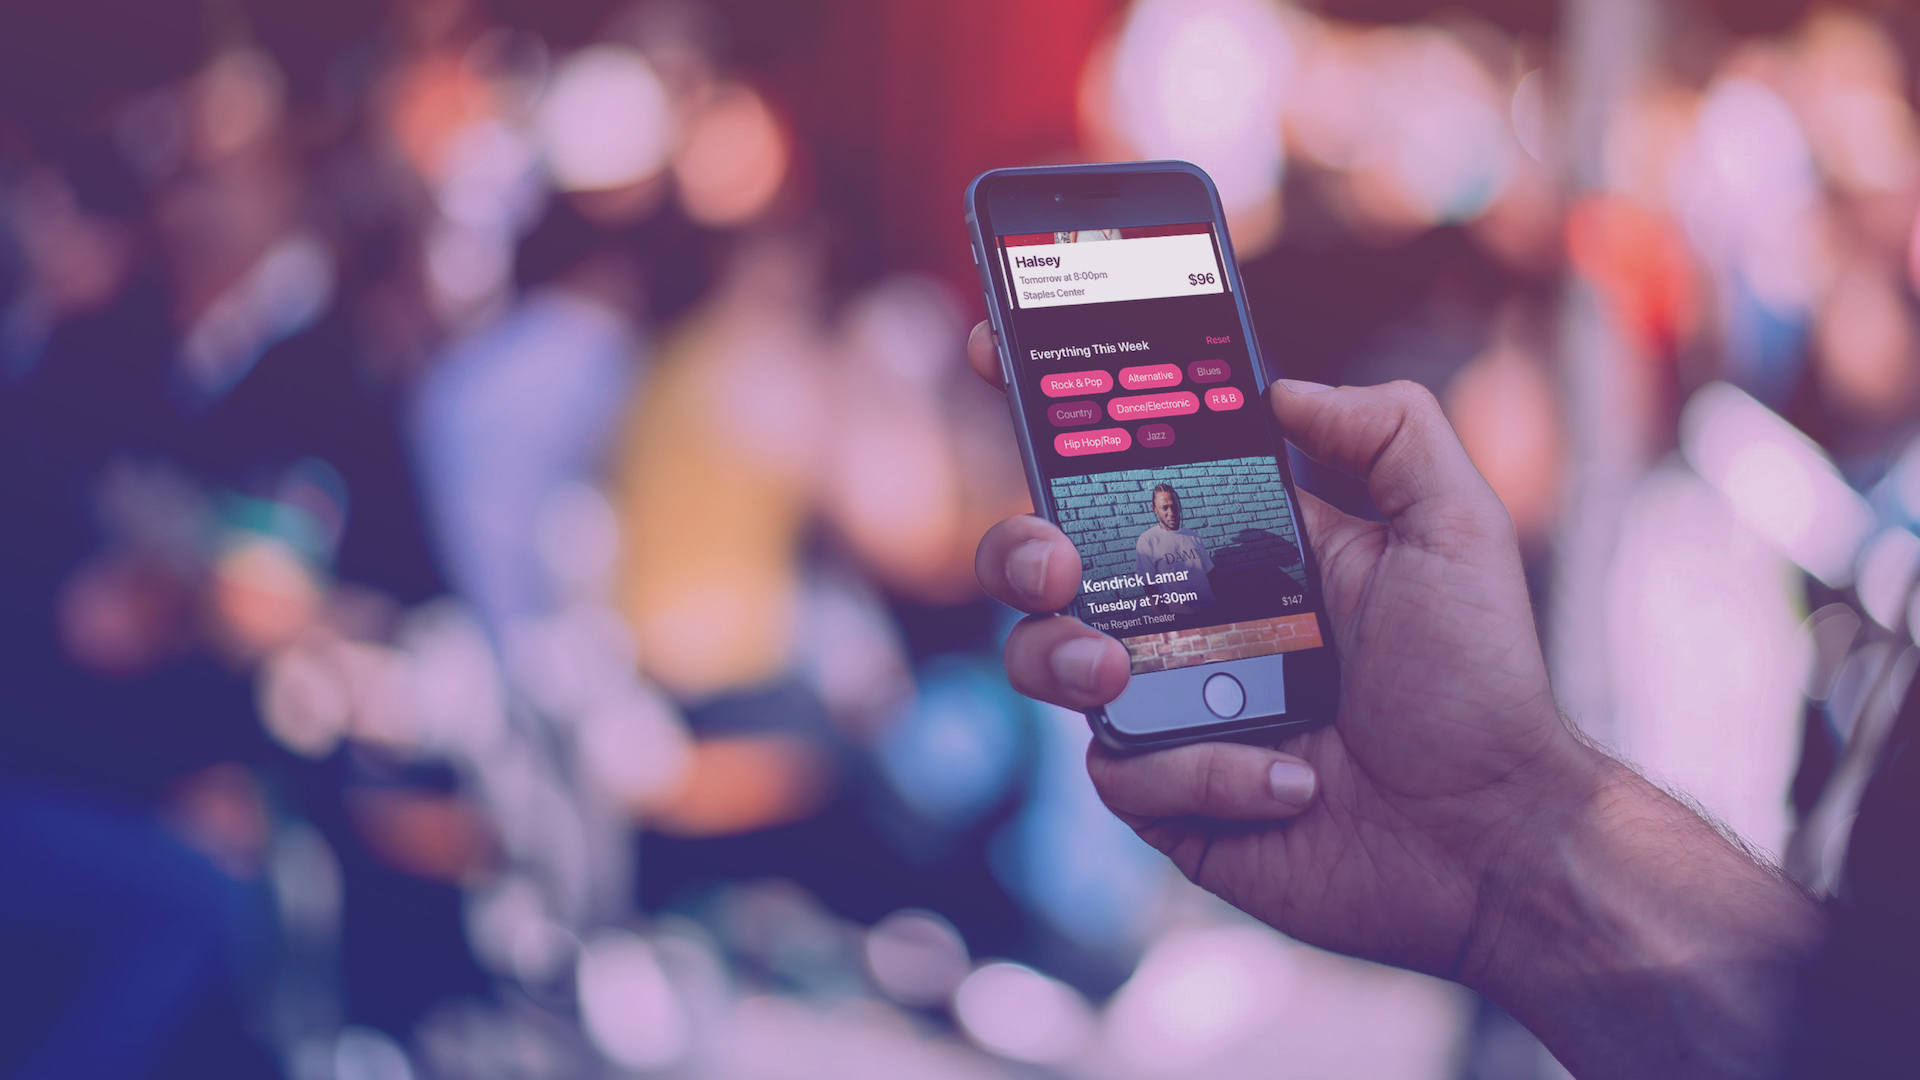 Halsey
Tomorrow at 8:00pm
Staples Center
$96
Everything This Week
Reset
Rock & Pop
Alternative
Blues
Country
Dance/Electronic
R & B
Hip Hop/Rap
Jazz
Kendrick Lamar
Tuesday at 7:30pm
The Regent Theater
$147